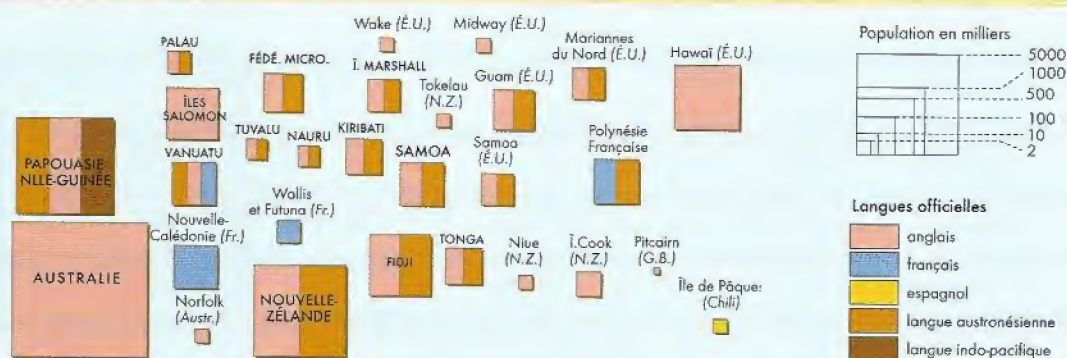 Wake (É.U.)
Midway (É.U.)
PALAU
FÉDÉ. MICRO.
Î. MARSHALL
Tokelau
(N.Z.)
Guam (É.U.)
Mariannes
du Nord (É.U.)
Hawaï (É.U.)
ÎLES
SALOMON
TUVALU
NAURU
KIRIBATI
PAPOUASIE
NLLE-GUINÉE
VANUATU
SAMOA
Samoa
(É.U.)
Polynésie
Française
Nouvelle-
Calédonie (Fr.)
Wallis
et Futuna (Fr.)
AUSTRALIE
Norfolk
(Austr.)
NOUVELLE-
ZÉLANDE
FIDJI
TONGA
Niue
(N.Z.)
Î.Cook
(N.Z.)
Pitcairn
(G.B.)
Île de Pâque:
(Chili)
Population en milliers
5000
1000
500
100
10
2
Langues officielles
anglais
français
espagnol
langue austronésienne
langue indo-pacifique